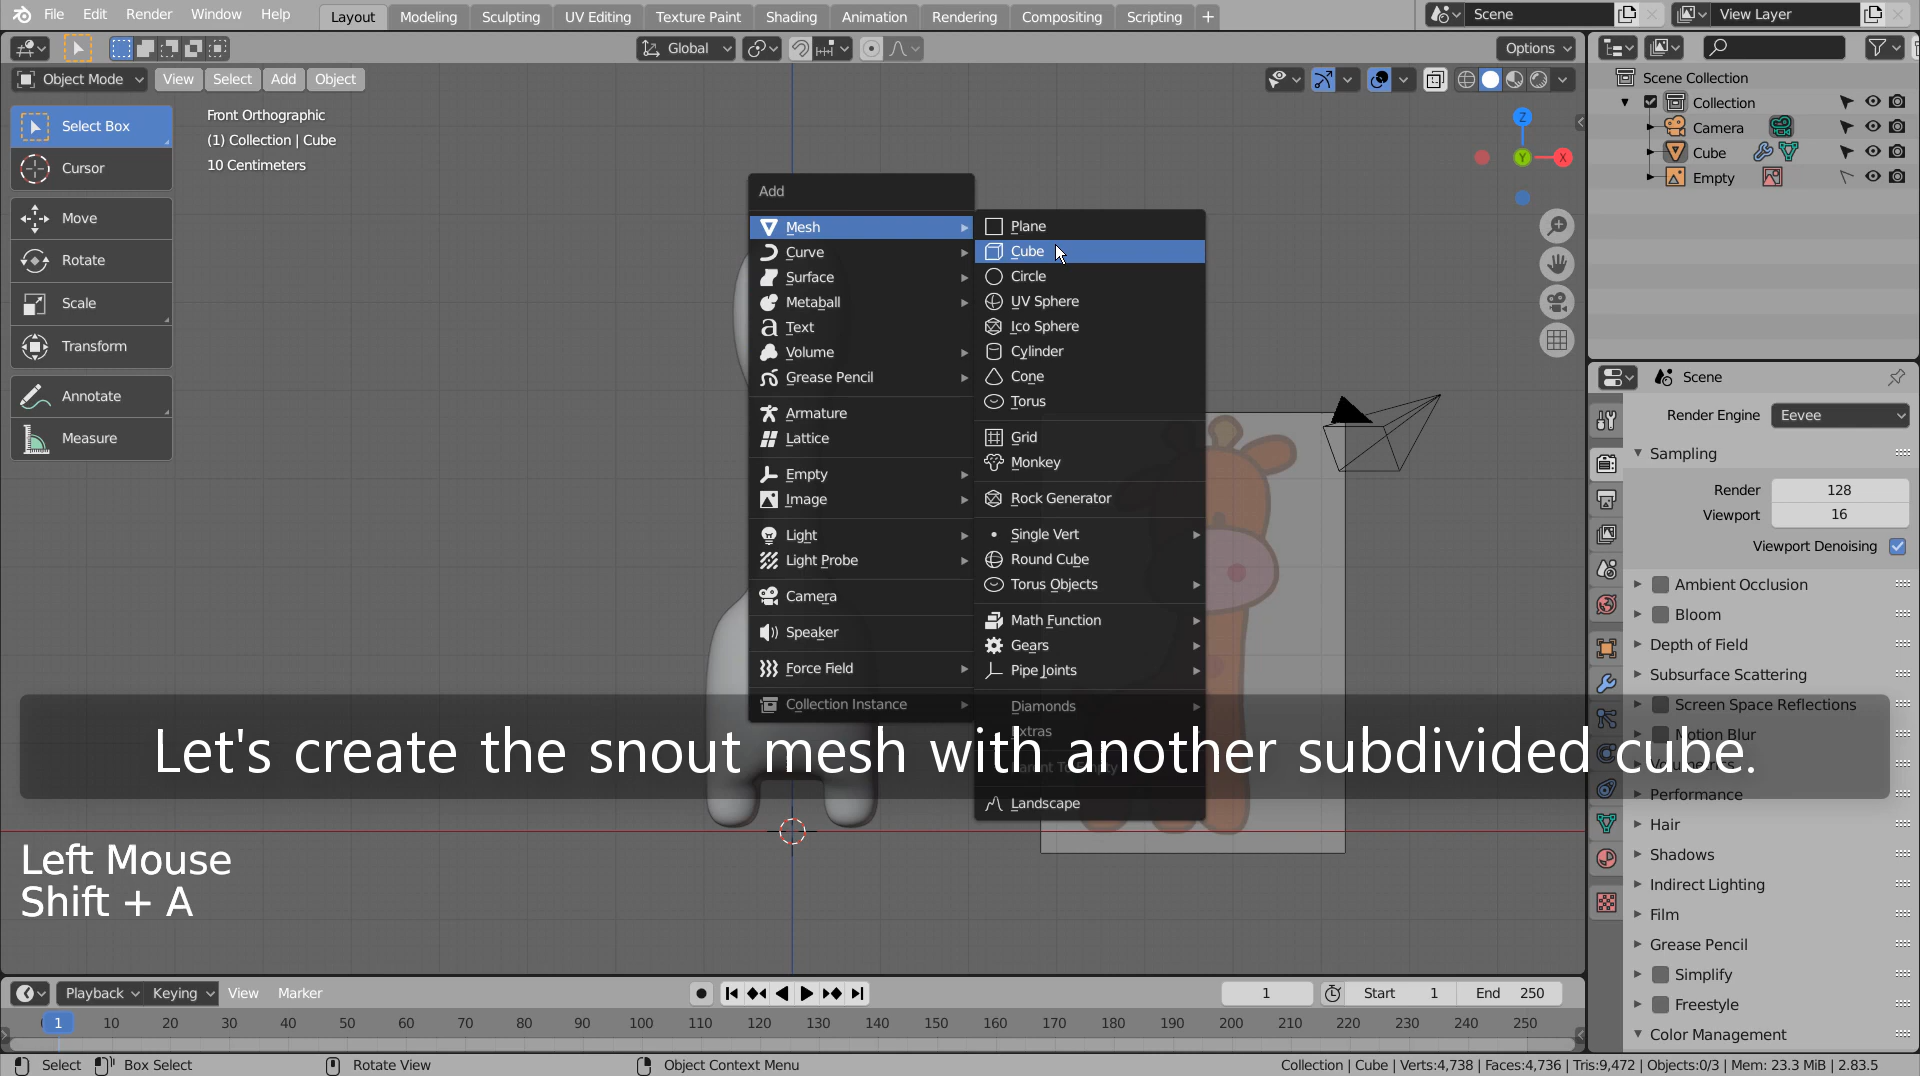 File Edit Render Window Help Layout Modeling Sculpting UV Editing Texture Paint Shading Animation Rendering Compositing Scripting + Scene View Layer
Global Options
Object Mode View Select Add Object
Select Box
Cursor
Move
Rotate
Scale
Transform
Annotate
Measure
Front Orthographic
(1) Collection | Cube
10 Centimeters
Z
Y
X
Add
Mesh
Curve
Surface
Metaball
Text
Volume
Grease Pencil
Armature
Lattice
Empty
Image
Light
Light Probe
Camera
Speaker
Force Field
Collection Instance
Plane
Cube
Circle
UV Sphere
Ico Sphere
Cylinder
Cone
Torus
Grid
Monkey
Rock Generator
Single Vert
Round Cube
Torus Objects
Math Function
Gears
Pipe Joints
Diamonds
Extras
Parent To Empty
Landscape
Let's create the snout mesh with another subdivided cube.
Left Mouse
Shift + A
Scene Collection
Collection
Camera
Cube
Empty
Scene
Render Engine Eevee
Sampling
Render 128
Viewport 16
Viewport Denoising
Ambient Occlusion
Bloom
Depth of Field
Subsurface Scattering
Screen Space Reflections
Motion Blur
Volumetrics
Performance
Hair
Shadows
Indirect Lighting
Film
Grease Pencil
Simplify
Freestyle
Color Management
Playback Keying View Marker 1 Start 1 End 250
1 10 20 30 40 50 60 70 80 90 100 110 120 130 140 150 160 170 180 190 200 210 220 230 240 250
Select Box Select Rotate View Object Context Menu Collection | Cube | Verts:4,738 | Faces:4,736 | Tris:9,472 | Objects:0/3 | Mem: 23.3 MiB | 2.83.5